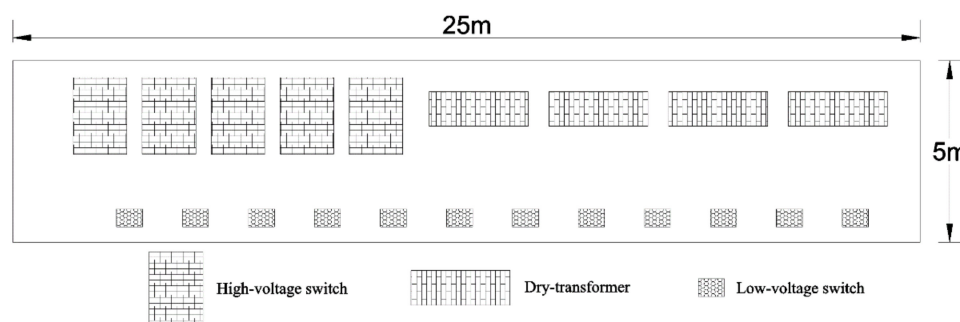 25m
5m
High-voltage switch
Dry-transformer
Low-voltage switch